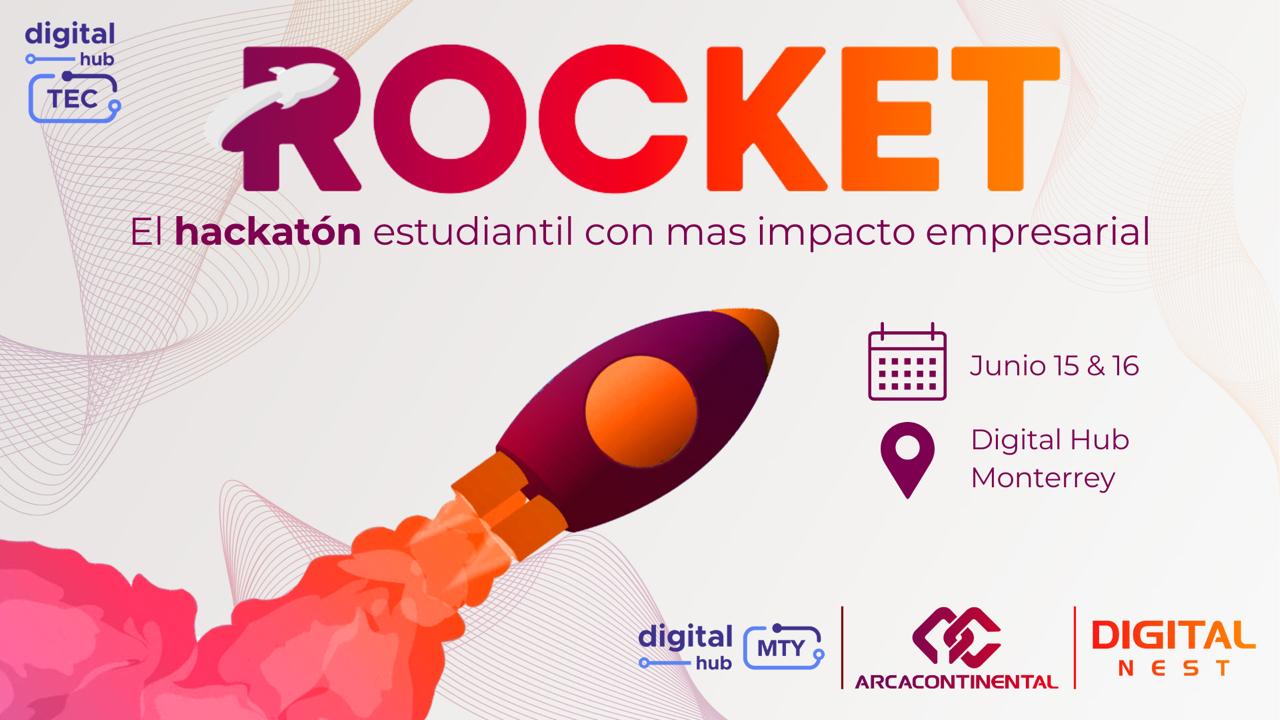 digital
hub
TEC
ROCKET
El hackatón estudiantil con mas impacto empresarial
Junio 15 & 16
Digital Hub
Monterrey
digital
hub
MTY
ARCACONTINENTAL
DIGITAL
NEST